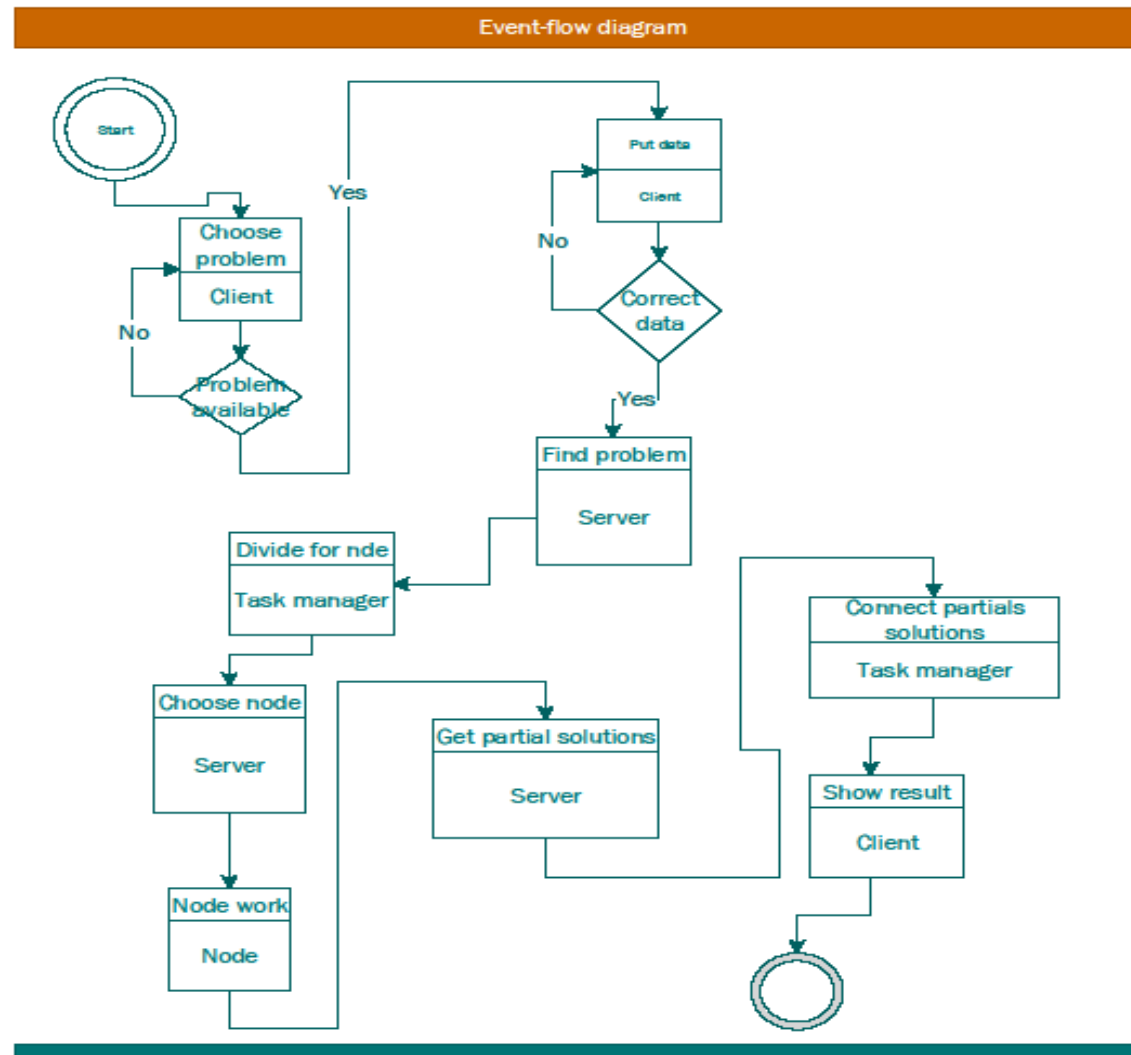 Event-flow diagram
Start
Choose
problem
Client
No
Problem
available
Yes
Put data
Client
No
Correct
data
Yes
Find problem
Server
Divide for nde
Task manager
Choose node
Server
Node work
Node
Get partial solutions
Server
Connect partials
solutions
Task manager
Show result
Client